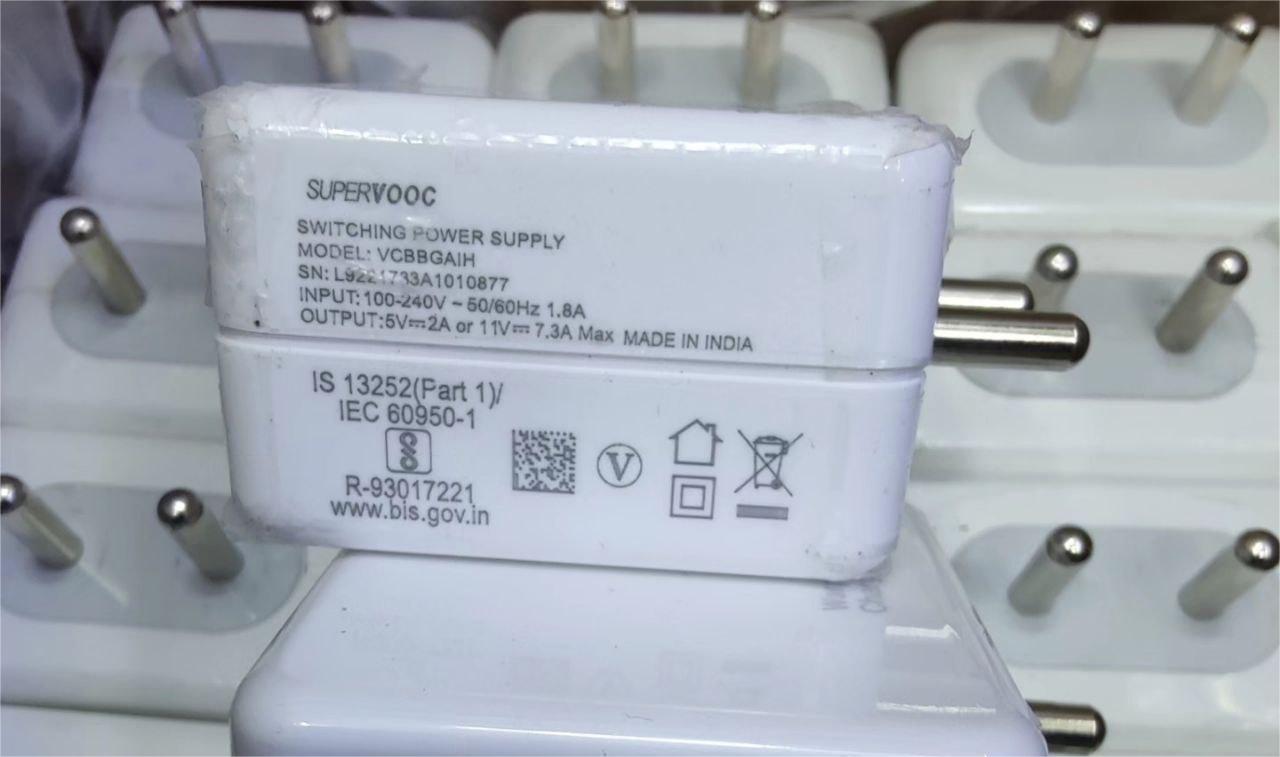 SUPERVOOC
SWITCHING POWER SUPPLY
MODEL: VCBBGAIH
SN: L9221733A1010877
INPUT: 100-240V ~ 50/60Hz 1.8A
OUTPUT:5V⎓2A or 11V⎓ 7.3A Max MADE IN INDIA
IS 13252(Part 1)/
IEC 60950-1
V
R-93017221
www.bis.gov.in